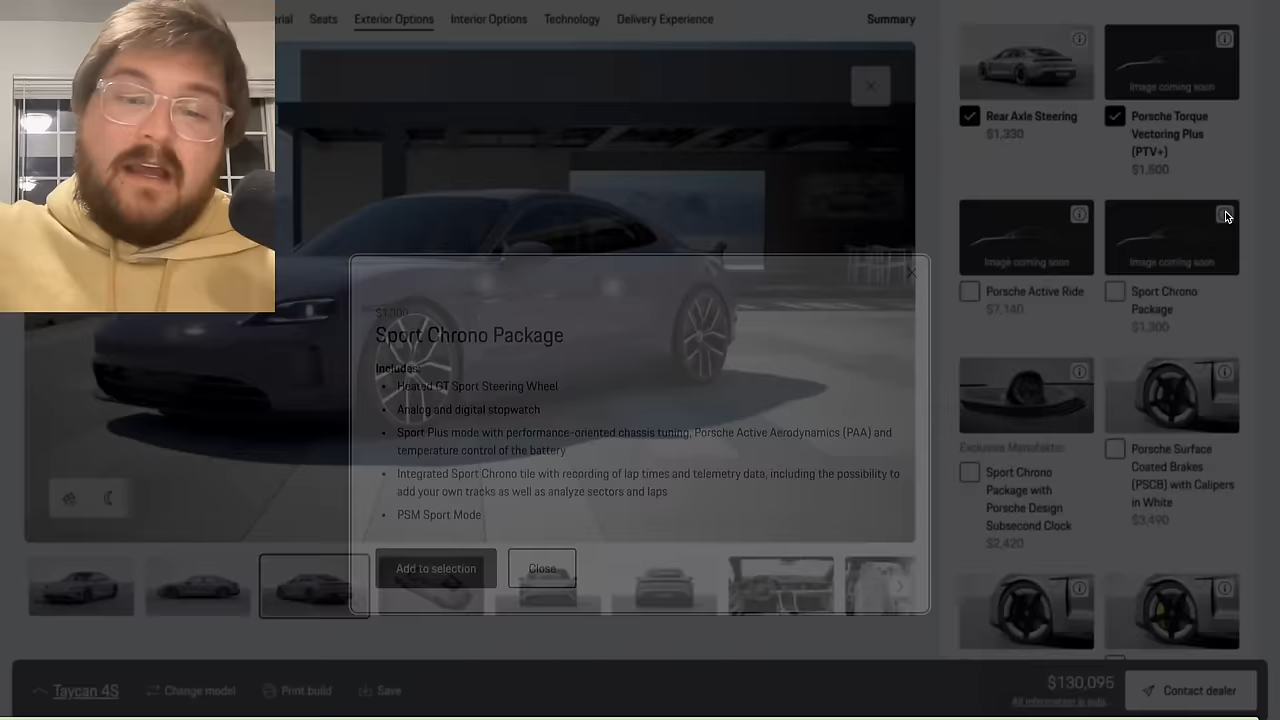 Seats
Exterior Options
Interior Options
Technology
Delivery Experience
Summary
Image coming soon
Rear Axle Steering
$1,330
Porsche Torque
Vectoring Plus
(PTV+)
$1,500
Image coming soon
Image coming soon
Porsche Active Ride
$7,140
Sport Chrono
Package
$1,300
$1,300
Sport Chrono Package
Includes:
• Heated GT Sport Steering Wheel
• Analog and digital stopwatch
• Sport Plus mode with performance-oriented chassis tuning, Porsche Active Aerodynamics (PAA) and
temperature control of the battery
• Integrated Sport Chrono tile with recording of lap times and telemetry data, including the possibility to
add your own tracks as well as analyze sectors and laps
• PSM Sport Mode
Add to selection
Close
Exclusive Manufaktur
Sport Chrono
Package with
Porsche Design
Subsecond Clock
$2,420
Porsche Surface
Coated Brakes
(PSCB) with Calipers
in White
$3,490
Taycan 4S
Change model
Print build
Save
$130,095
All information is
Contact dealer